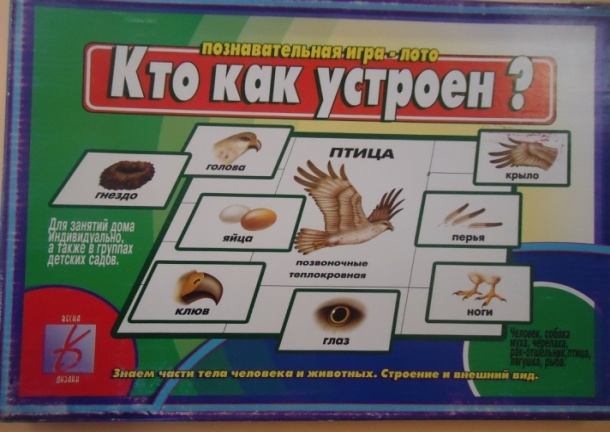 познавательная игра - лото
Кто как устроен?
ПТИЦА
голова
гнездо
крыло
яйца
перья
позвоночные
теплокровная
Для занятий дома
индивидуально,
а также в группах
детских садов.
клюв
глаз
ноги
весна
дизайн
Человек, собака
муха, черепаха,
рак-отшельник, птица,
лягушка, рыба.
Знаем части тела человека и животных. Строение и внешний вид.